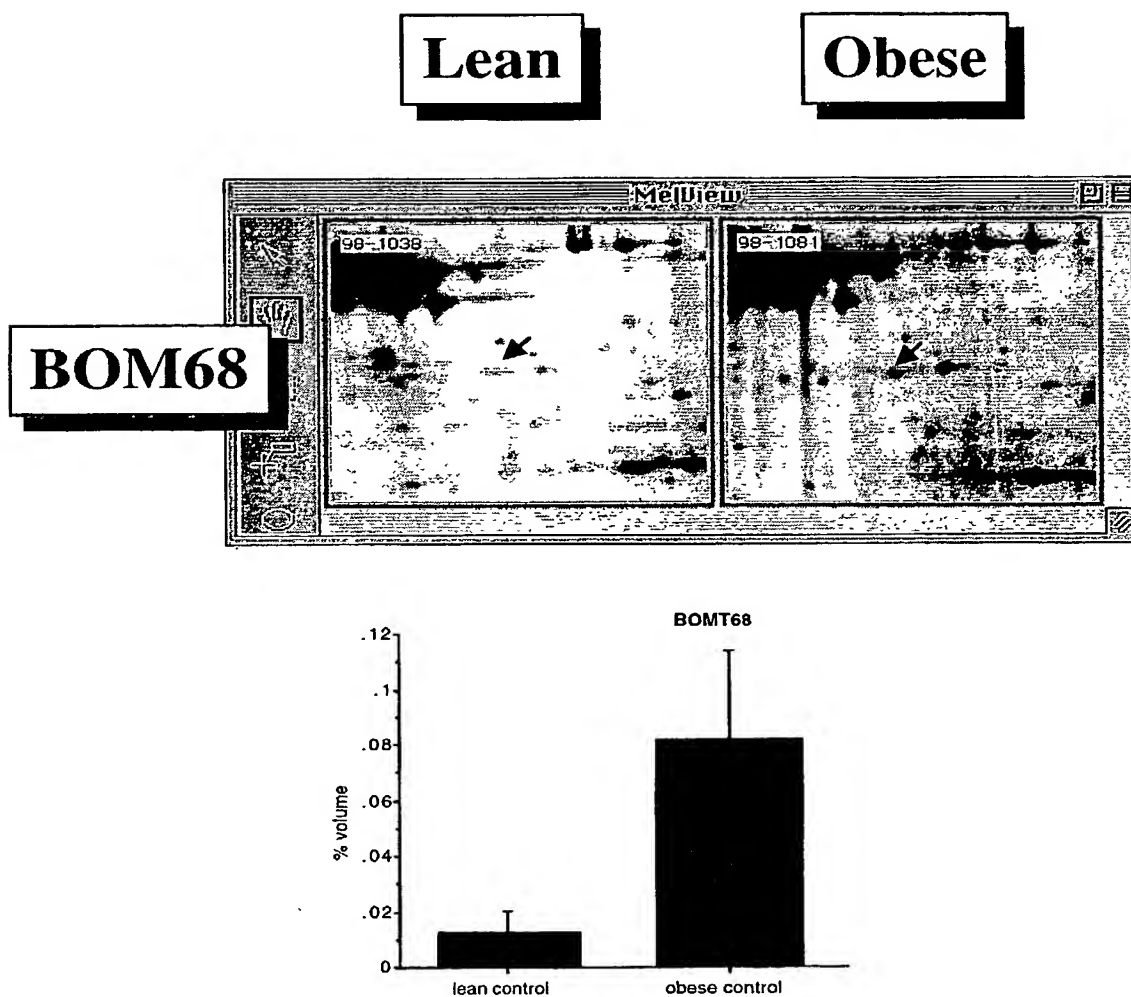 Lean
Obese
MelView
98-1038
98-1081
BOM68
BOMT68
.12
.1
.08
.06
.04
.02
0
% volume
lean control
obese control